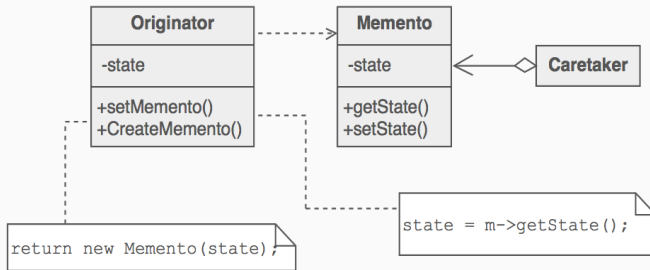 Originator
-state
+setMemento()
+CreateMemento()
Memento
-state
+getState()
+setState()
Caretaker
return new Memento(state);
state = m->getState();